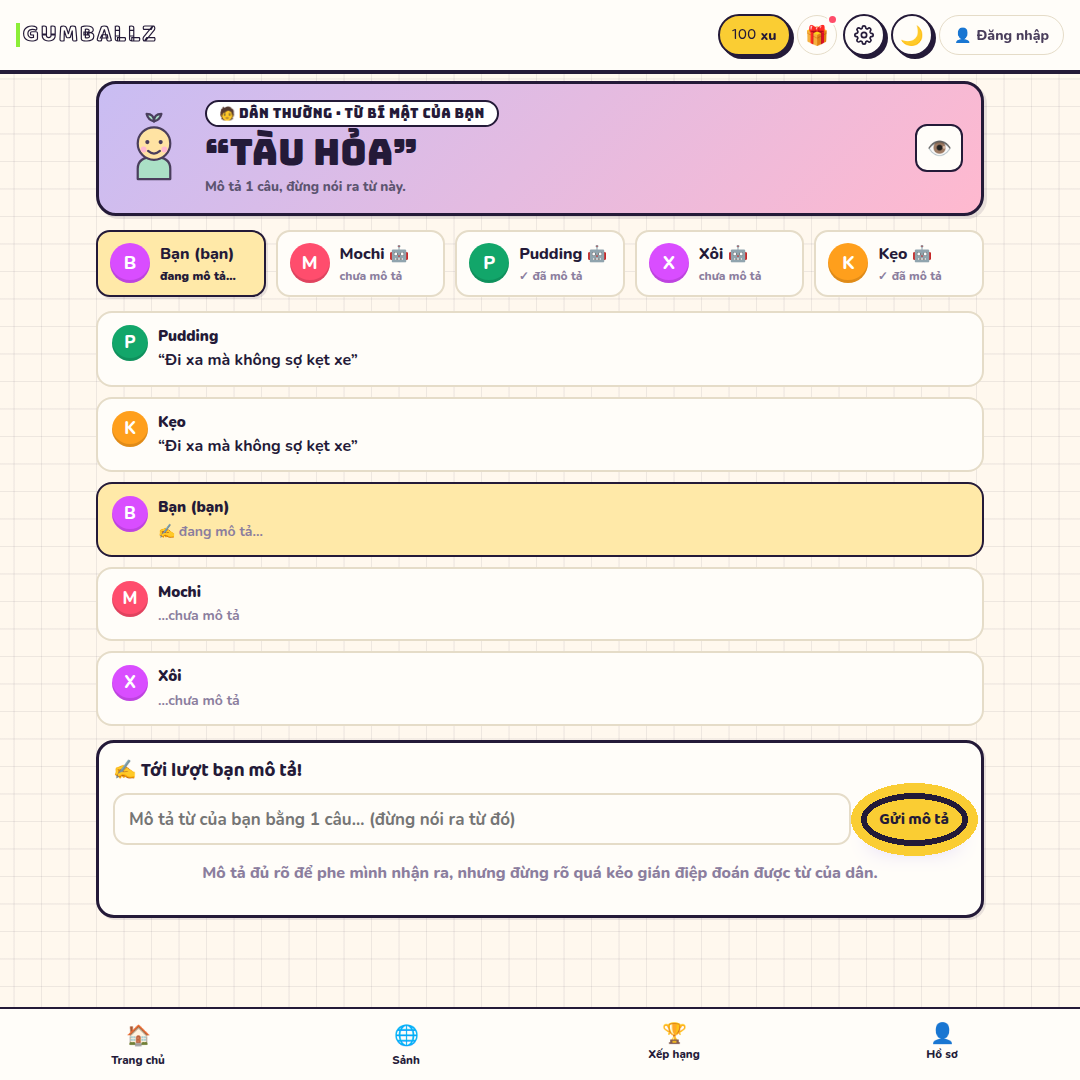 GUMBALLZ
100 xu
Đăng nhập
DÂN THƯỜNG · TỪ BÍ MẬT CỦA BẠN
“TÀU HỎA”
Mô tả 1 câu, đừng nói ra từ này.
B
Bạn (bạn)
đang mô tả...
M
Mochi
chưa mô tả
P
Pudding
✓ đã mô tả
X
Xôi
chưa mô tả
K
Kẹo
✓ đã mô tả
P
Pudding
“Đi xa mà không sợ kẹt xe”
K
Kẹo
“Đi xa mà không sợ kẹt xe”
B
Bạn (bạn)
✍️ đang mô tả...
M
Mochi
...chưa mô tả
X
Xôi
...chưa mô tả
✍️ Tới lượt bạn mô tả!
Mô tả từ của bạn bằng 1 câu... (đừng nói ra từ đó)
Gửi mô tả
Mô tả đủ rõ để phe mình nhận ra, nhưng đừng rõ quá kẻo gián điệp đoán được từ của dân.
Trang chủ
Sảnh
Xếp hạng
Hồ sơ